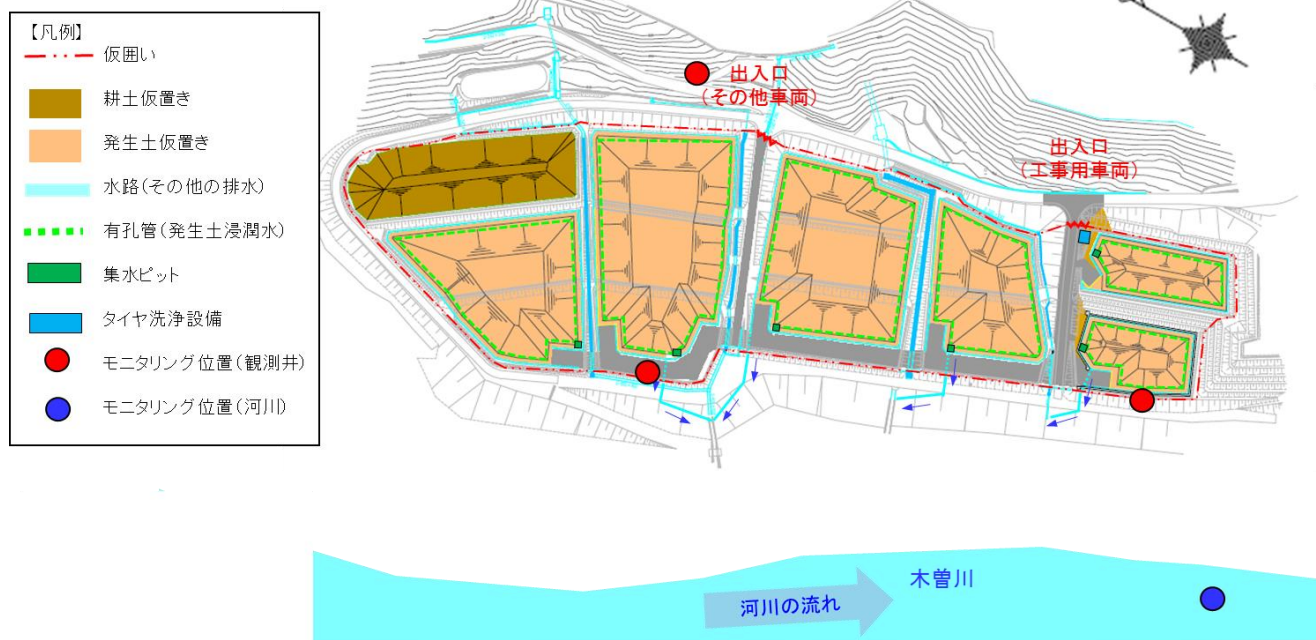 【凡例】
仮囲い
耕土仮置き
発生土仮置き
水路(その他の排水)
有孔管(発生土浸潤水)
集水ピット
タイヤ洗浄設備
モニタリング位置(観測井)
モニタリング位置(河川)
出入口
(その他車両)
出入口
(工事用車両)
木曽川
河川の流れ